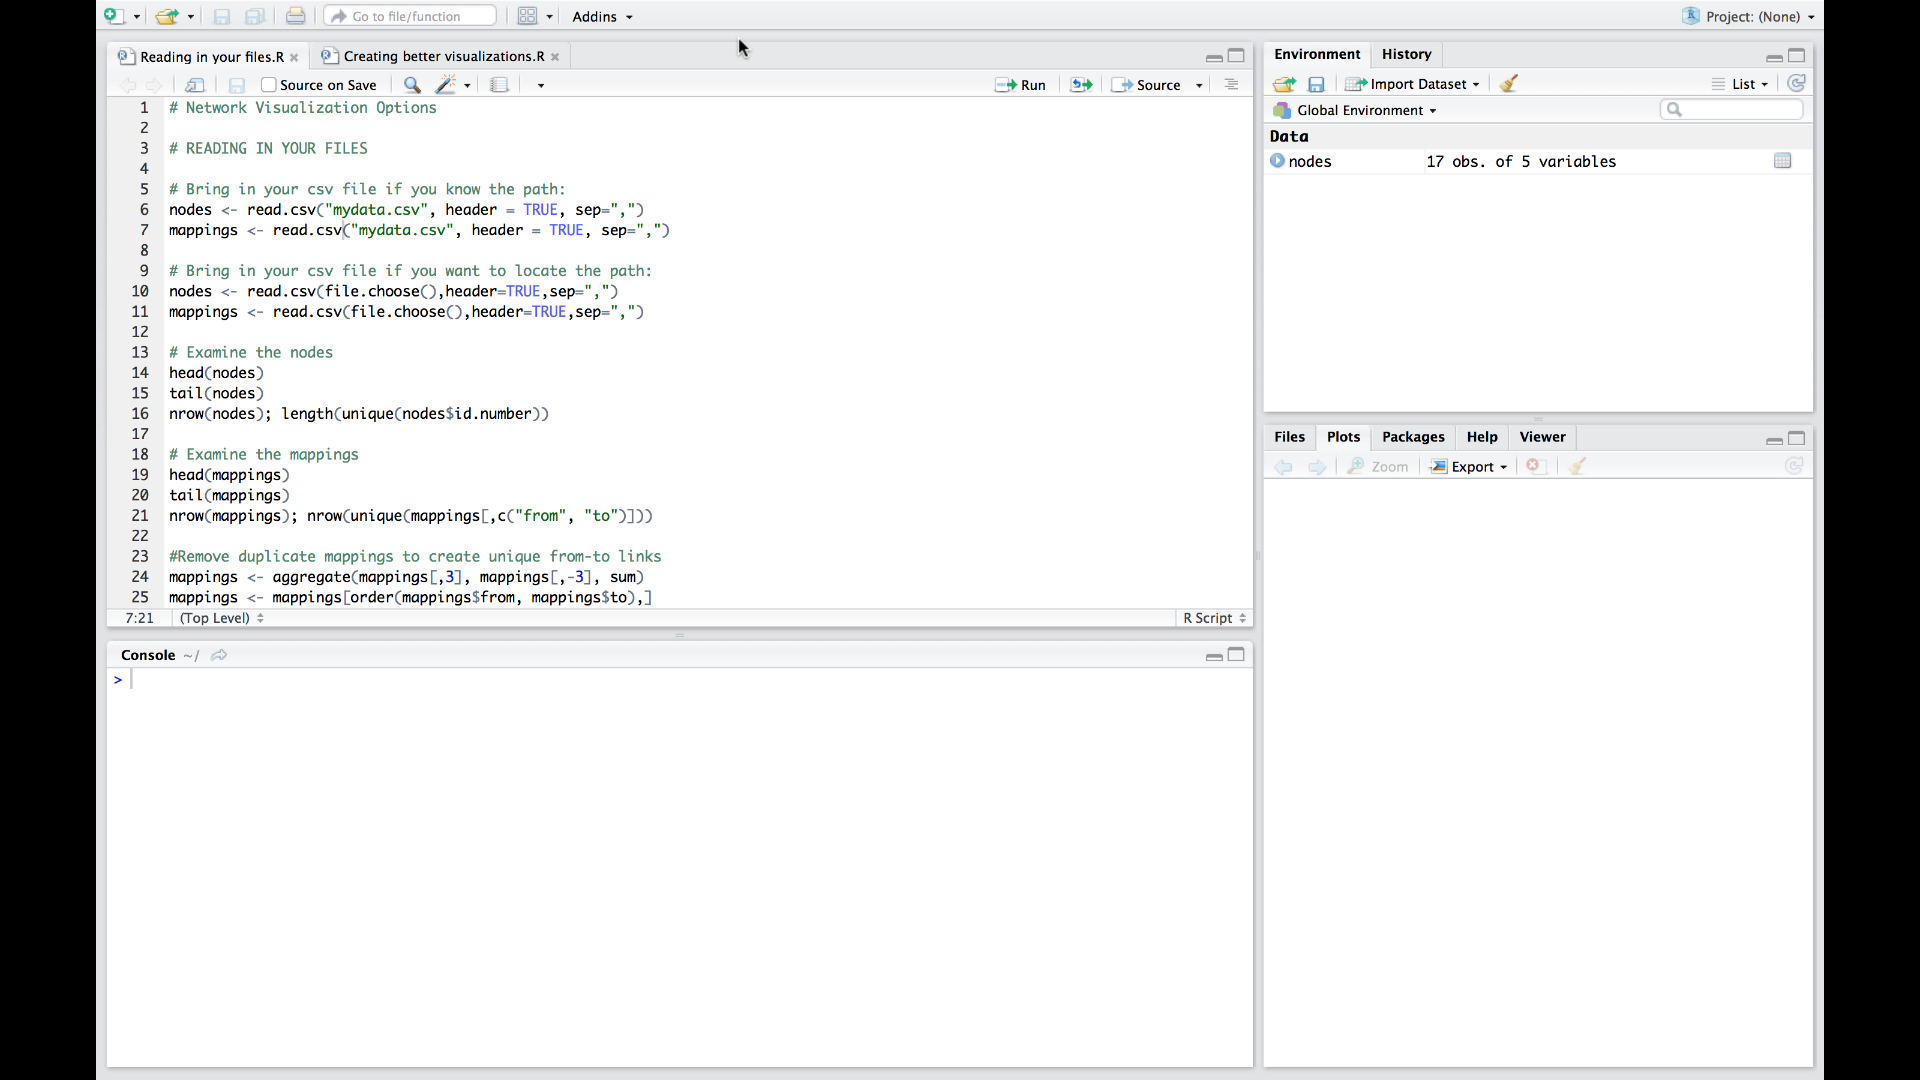 Go to file/function
Addins
Project: (None)
Reading in your files.R
Creating better visualizations.R
Source on Save
Run
Source
1 # Network Visualization Options
2
3 # READING IN YOUR FILES
4
5 # Bring in your csv file if you know the path:
6 nodes <- read.csv("mydata.csv", header = TRUE, sep=",")
7 mappings <- read.csv("mydata.csv", header = TRUE, sep=",")
8
9 # Bring in your csv file if you want to locate the path:
10 nodes <- read.csv(file.choose(),header=TRUE,sep=",")
11 mappings <- read.csv(file.choose(),header=TRUE,sep=",")
12
13 # Examine the nodes
14 head(nodes)
15 tail(nodes)
16 nrow(nodes); length(unique(nodes$id.number))
17
18 # Examine the mappings
19 head(mappings)
20 tail(mappings)
21 nrow(mappings); nrow(unique(mappings[,c("from", "to")]))
22
23 #Remove duplicate mappings to create unique from-to links
24 mappings <- aggregate(mappings[,3], mappings[,-3], sum)
25 mappings <- mappings[order(mappings$from, mappings$to),]
7:21 (Top Level) R Script
Console ~/
>
Environment History
Import Dataset List
Global Environment
Data
nodes 17 obs. of 5 variables
Files Plots Packages Help Viewer
Zoom Export